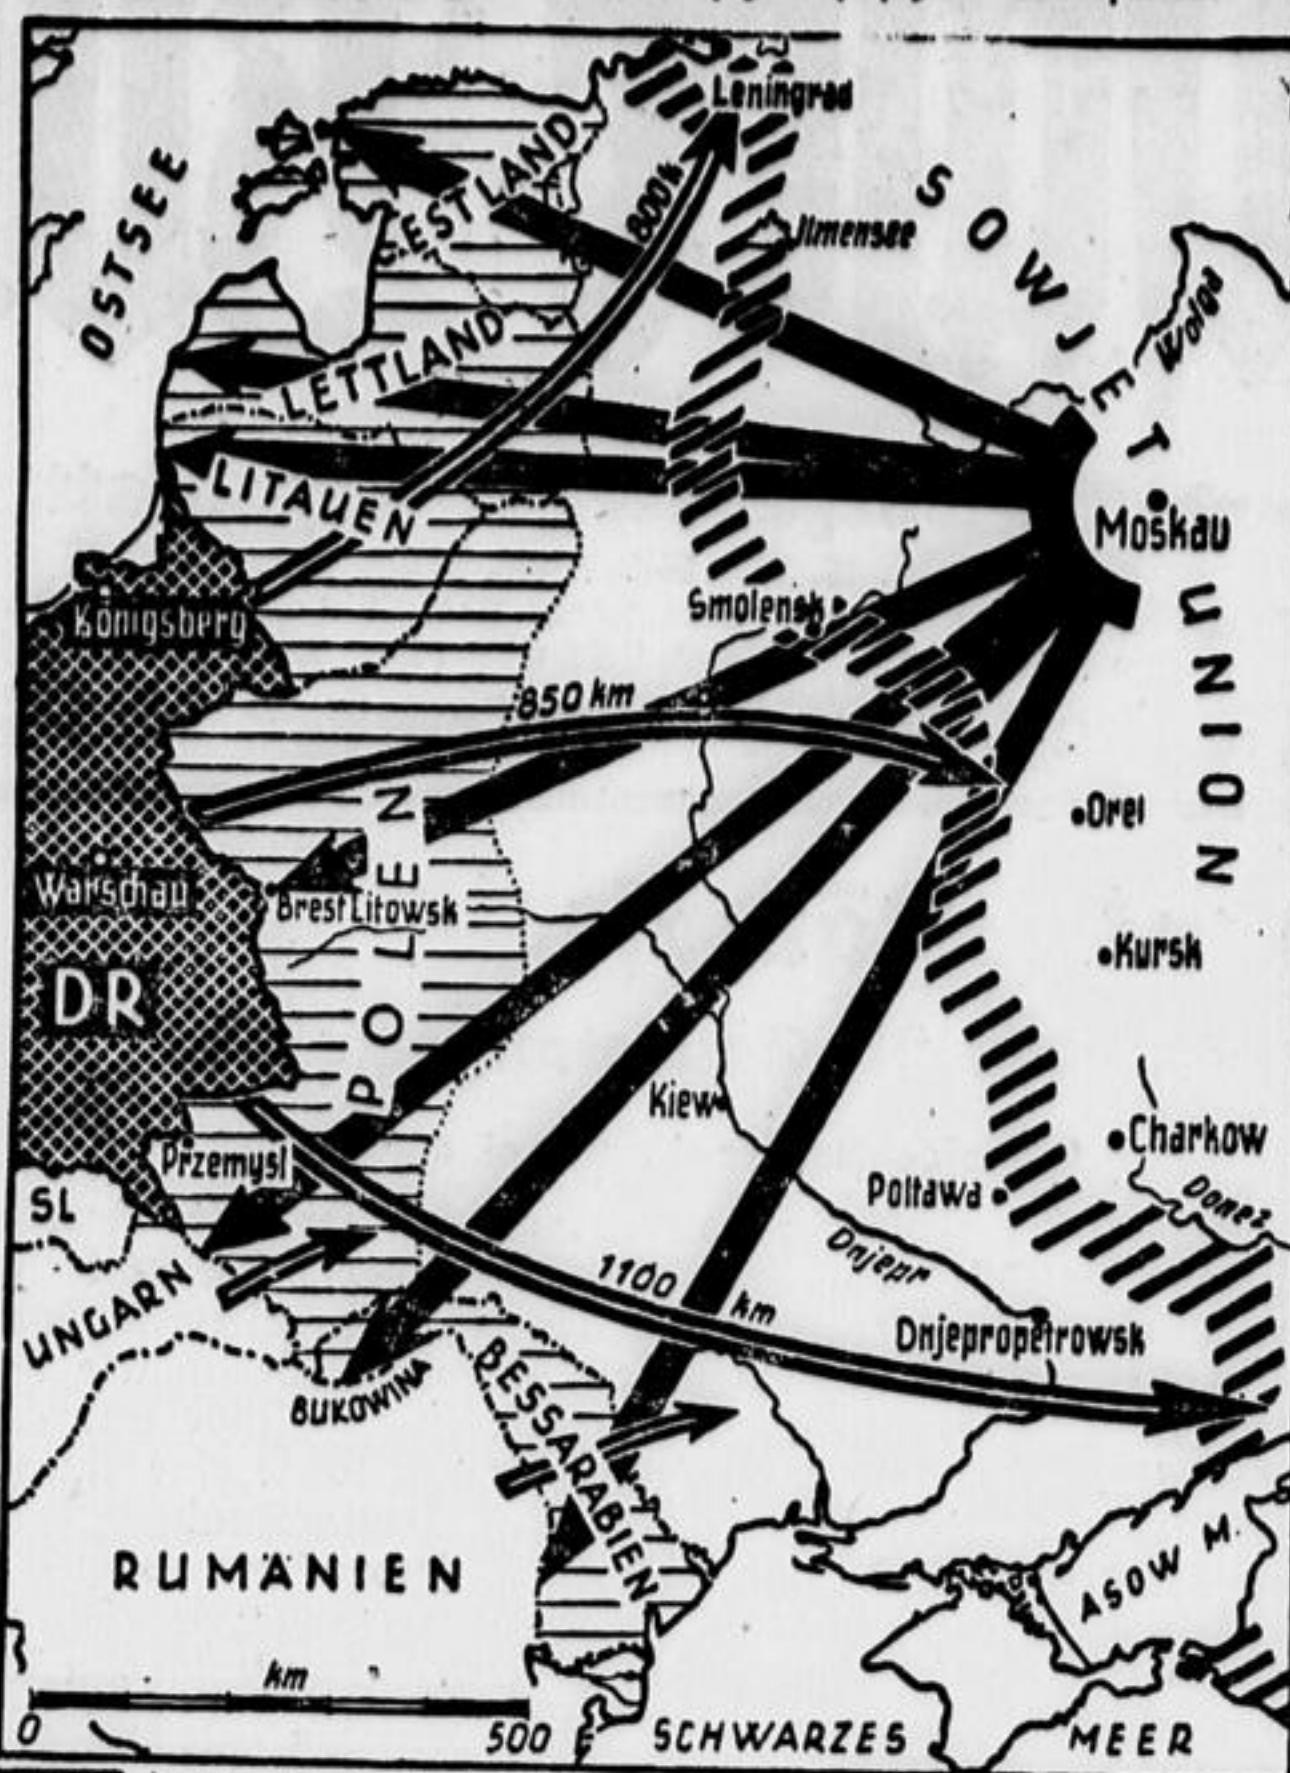 Leningrad
OSTSEE
ESTLAND
800 k
Jlmensee
SOWJET UNION
Wolga
LETTLAND
LITAUEN
Moskau
Königsberg
Smolensk
850 km
POLEN
Orel
Warschau
Brest Litowsk
DR
Kursk
Kiew
Charkow
Przemysl
Poltawa
Donez
SL
Dnjepr
UNGARN
1100 km
Dnjepropetrowsk
BUKOWINA
BESSARABIEN
RUMÄNIEN
ASOW M.
km
0 500
SCHWARZES MEER